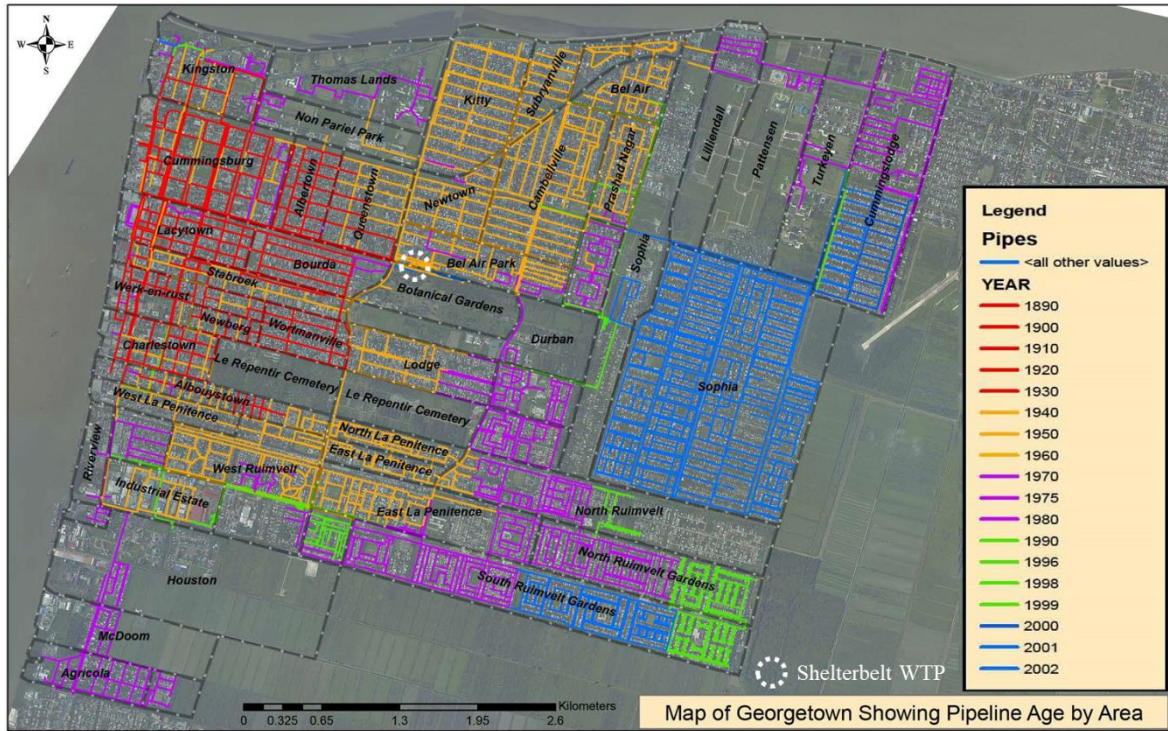 N
W
E
S
Kingston
Thomas Lands
Non Pariel Park
Kitty
Subryanville
Bel Air
Cummingsburg
Albertown
Queenstown
Newtown
Cambellville
Prashad Nagar
Lilliendall
Pattensen
Turkeyen
Cummingslodge
Lacytown
Bourda
Bel Air Park
Sophia
Stabroek
Botanical Gardens
Werk-en-rust
Newberg
Wortmanville
Durban
Charlestown
Lodge
Le Repentir Cemetery
Le Repentir Cemetery
Sophia
Albouystown
West La Penitence
North La Penitence
East La Penitence
Riverview
West Ruimvelt
Industrial Estate
East La Penitence
North Ruimvelt
North Ruimvelt Gardens
South Ruimvelt Gardens
Houston
McDoom
Agricola
Legend
Pipes
<all other values>
YEAR
1890
1900
1910
1920
1930
1940
1950
1960
1970
1975
1980
1990
1996
1998
1999
2000
2001
2002
Shelterbelt WTP
Kilometers
0 0.325 0.65 1.3 1.95 2.6
Map of Georgetown Showing Pipeline Age by Area